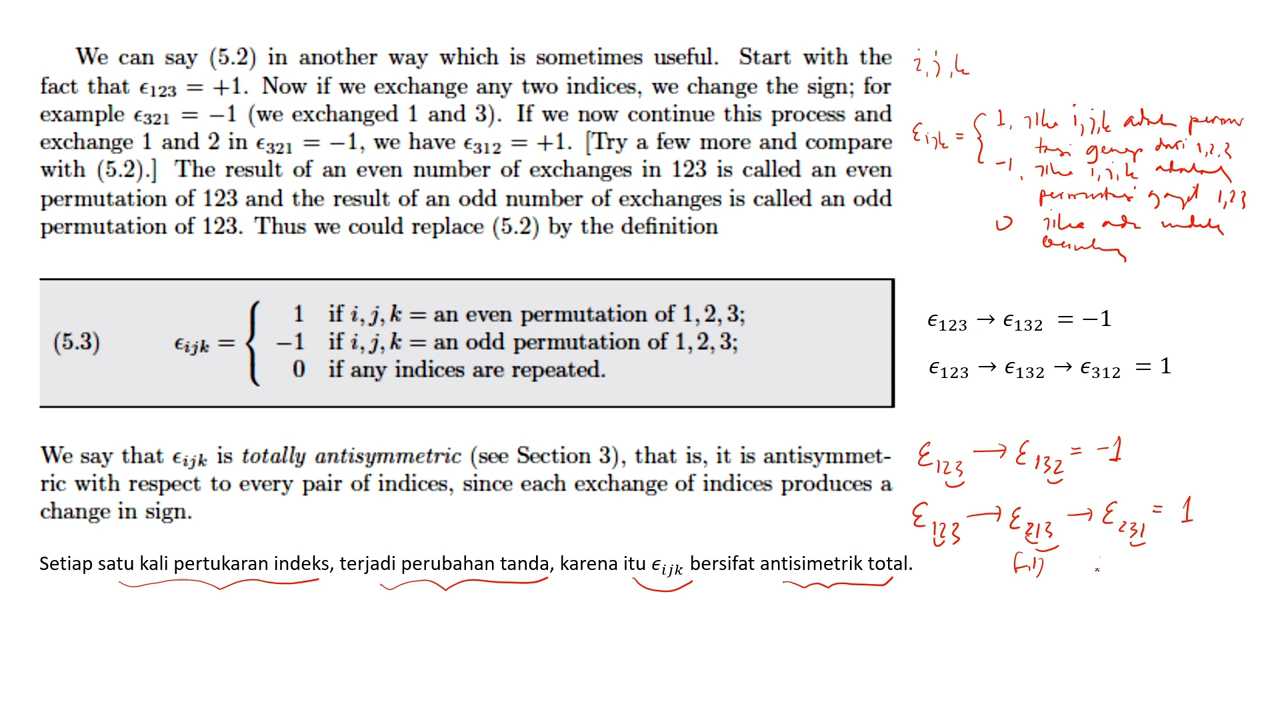 We can say (5.2) in another way which is sometimes useful. Start with the
fact that ϵ₁₂₃ = +1. Now if we exchange any two indices, we change the sign; for
example ϵ₃₂₁ = −1 (we exchanged 1 and 3). If we now continue this process and
exchange 1 and 2 in ϵ₃₂₁ = −1, we have ϵ₃₁₂ = +1. [Try a few more and compare
with (5.2).] The result of an even number of exchanges in 123 is called an even
permutation of 123 and the result of an odd number of exchanges is called an odd
permutation of 123. Thus we could replace (5.2) by the definition
(5.3) ϵᵢⱼₖ = {
1 if i, j, k = an even permutation of 1, 2, 3;
−1 if i, j, k = an odd permutation of 1, 2, 3;
0 if any indices are repeated.
We say that ϵᵢⱼₖ is totally antisymmetric (see Section 3), that is, it is antisymmet-
ric with respect to every pair of indices, since each exchange of indices produces a
change in sign.
Setiap satu kali pertukaran indeks, terjadi perubahan tanda, karena itu ϵᵢⱼₖ bersifat antisimetrik total.
i, j, k
εᵢⱼₖ = {
1, jika i, j, k adalah permu
tasi genap dari 1,2,3
-1, jika i, j, k adalah
permutasi ganjil 1,2,3
0 jika ada indeks
berulang
ϵ₁₂₃ → ϵ₁₃₂ = −1
ϵ₁₂₃ → ϵ₁₃₂ → ϵ₃₁₂ = 1
ε₁₂₃ → ε₁₃₂ = -1
ε₁₂₃ → ε₂₁₃ → ε₂₃₁ = 1
(-1)